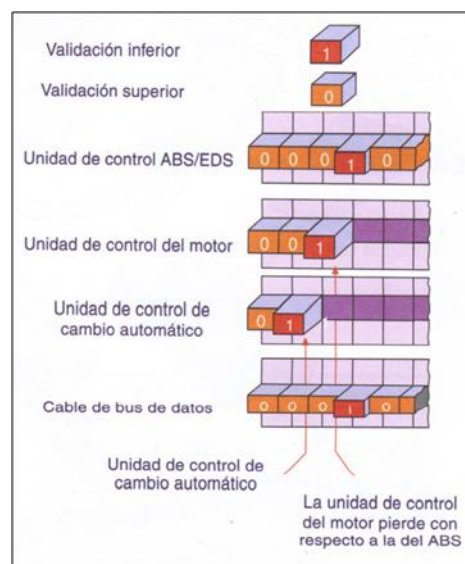 Validación inferior
1
Validación superior
0
Unidad de control ABS/EDS
0 0 0 1 0
Unidad de control del motor
0 0 1
Unidad de control de
cambio automático
0 1
Cable de bus de datos
0 0 0 1 0
Unidad de control de
cambio automático
La unidad de control
del motor pierde con
respecto a la del ABS